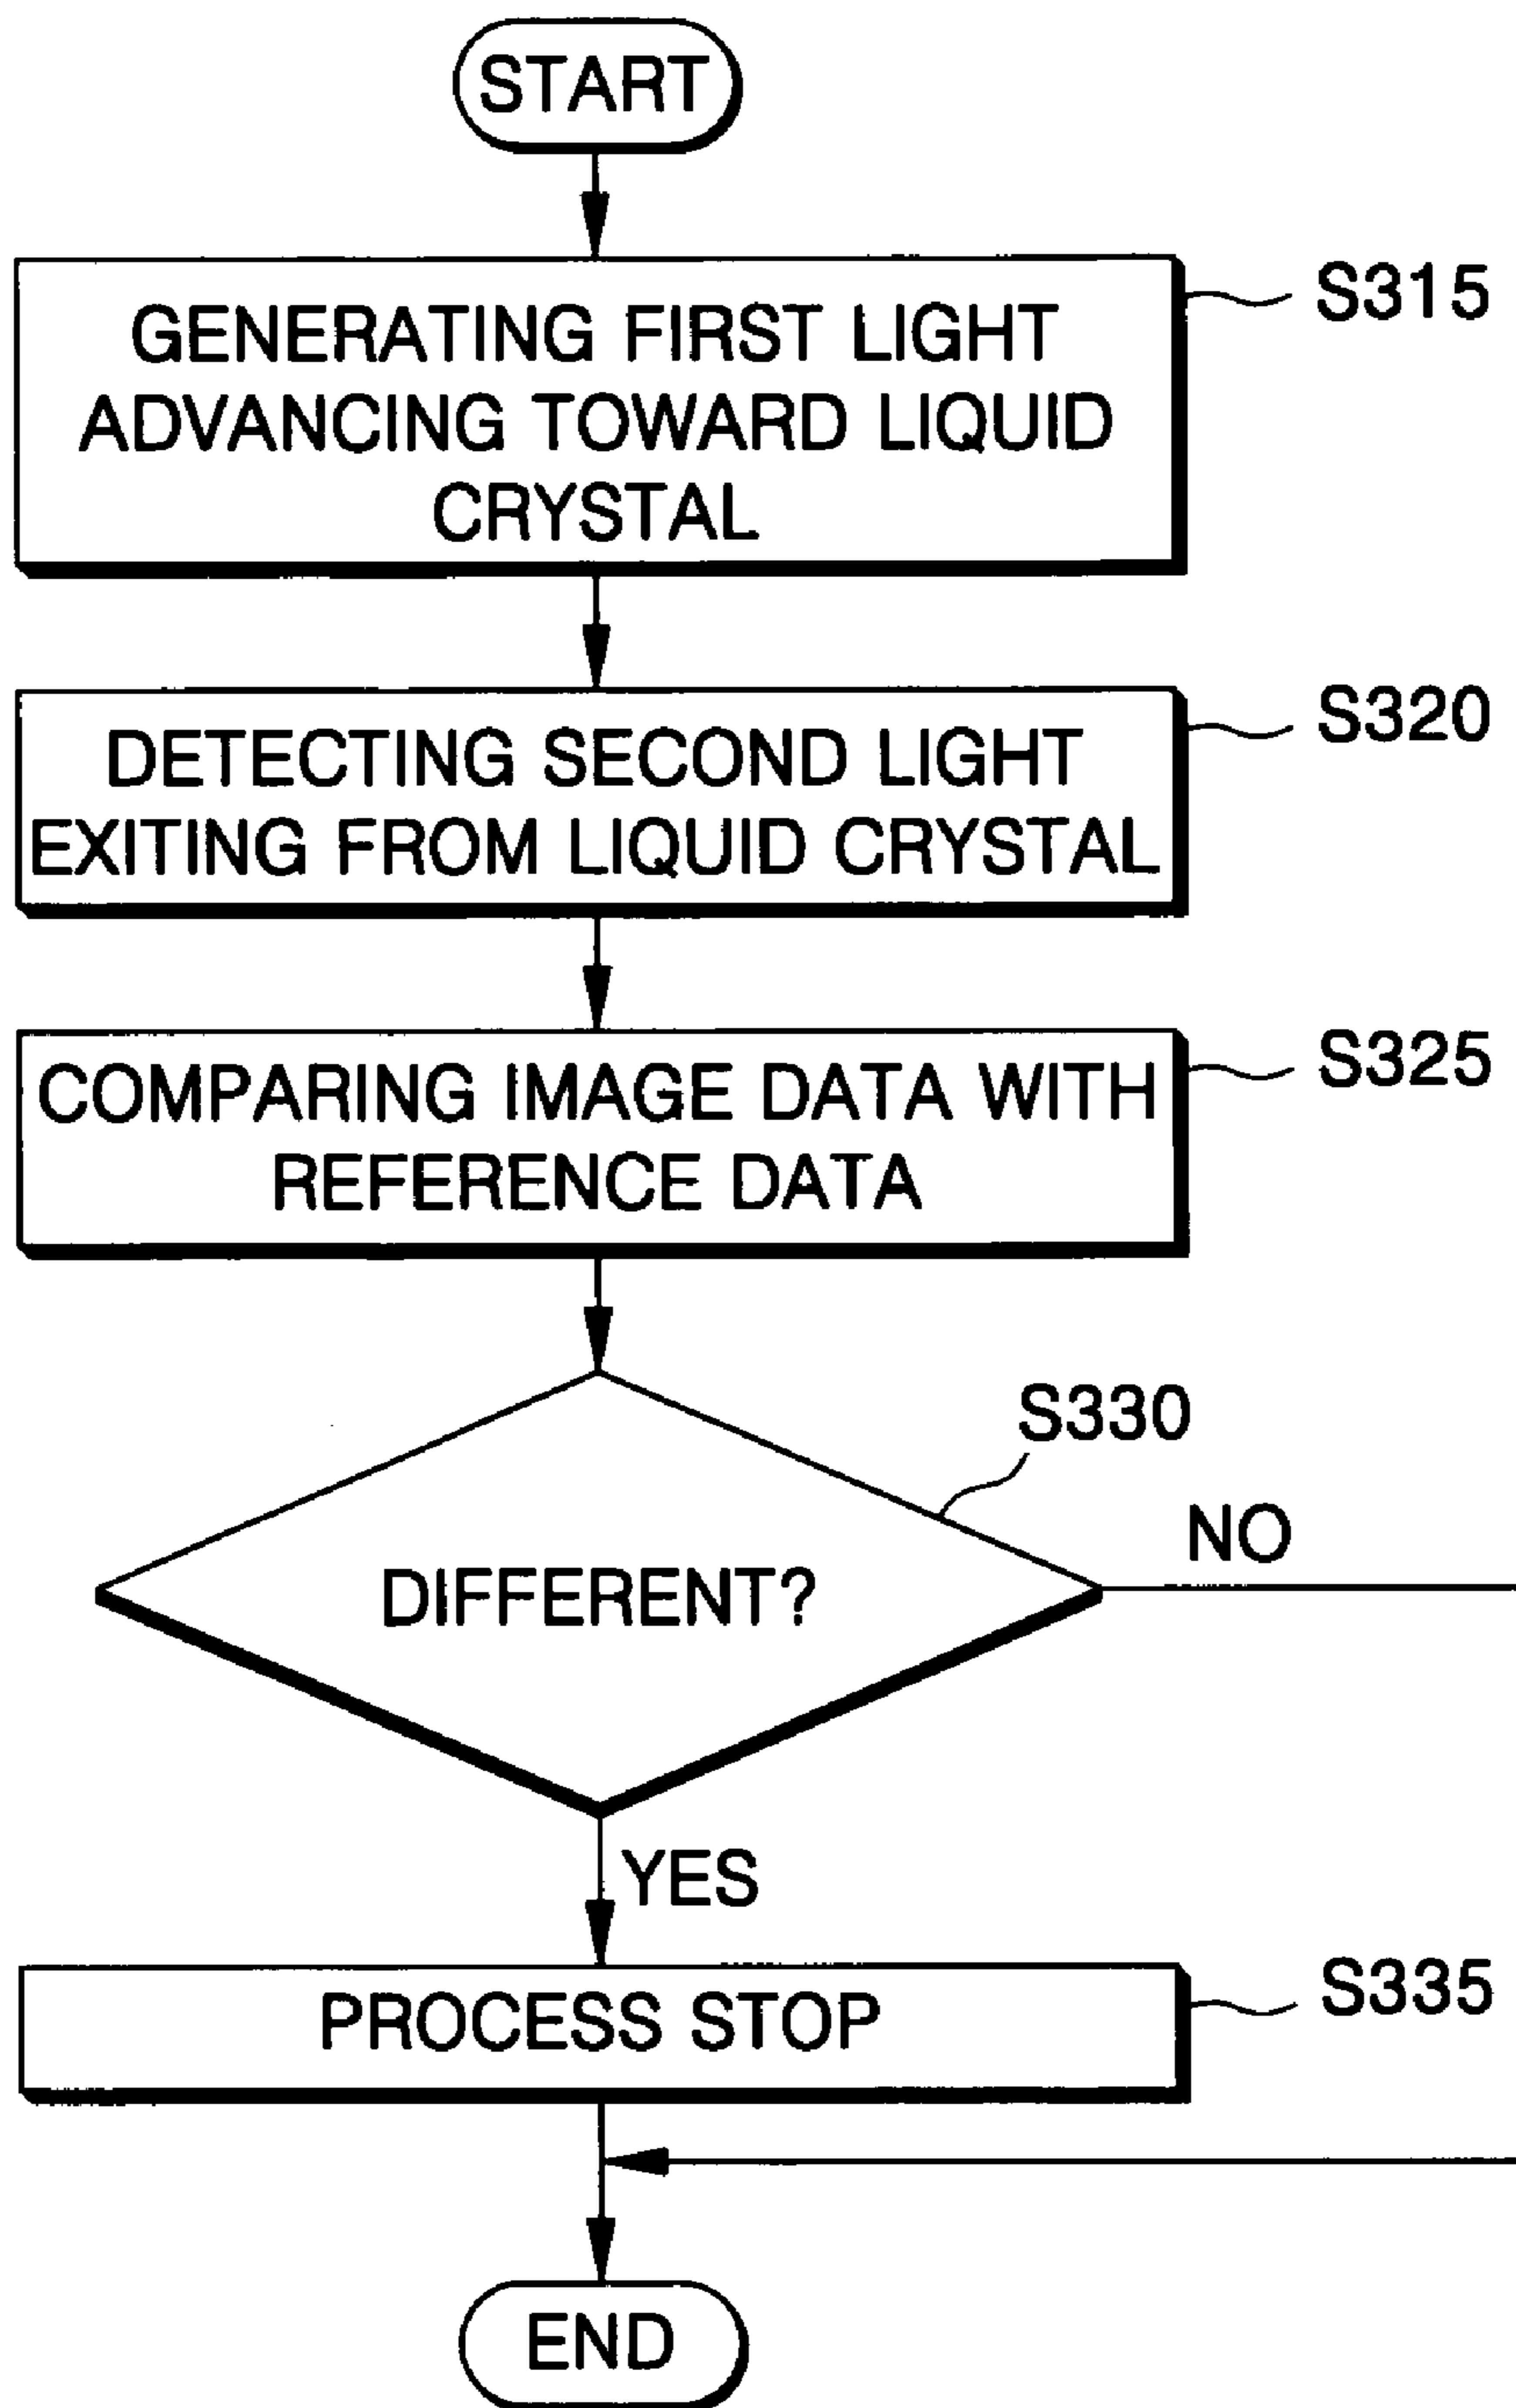 START
GENERATING FIRST LIGHT
ADVANCING TOWARD LIQUID
CRYSTAL
S315
DETECTING SECOND LIGHT
EXITING FROM LIQUID CRYSTAL
S320
COMPARING IMAGE DATA WITH
REFERENCE DATA
S325
DIFFERENT?
S330
NO
YES
PROCESS STOP
S335
END